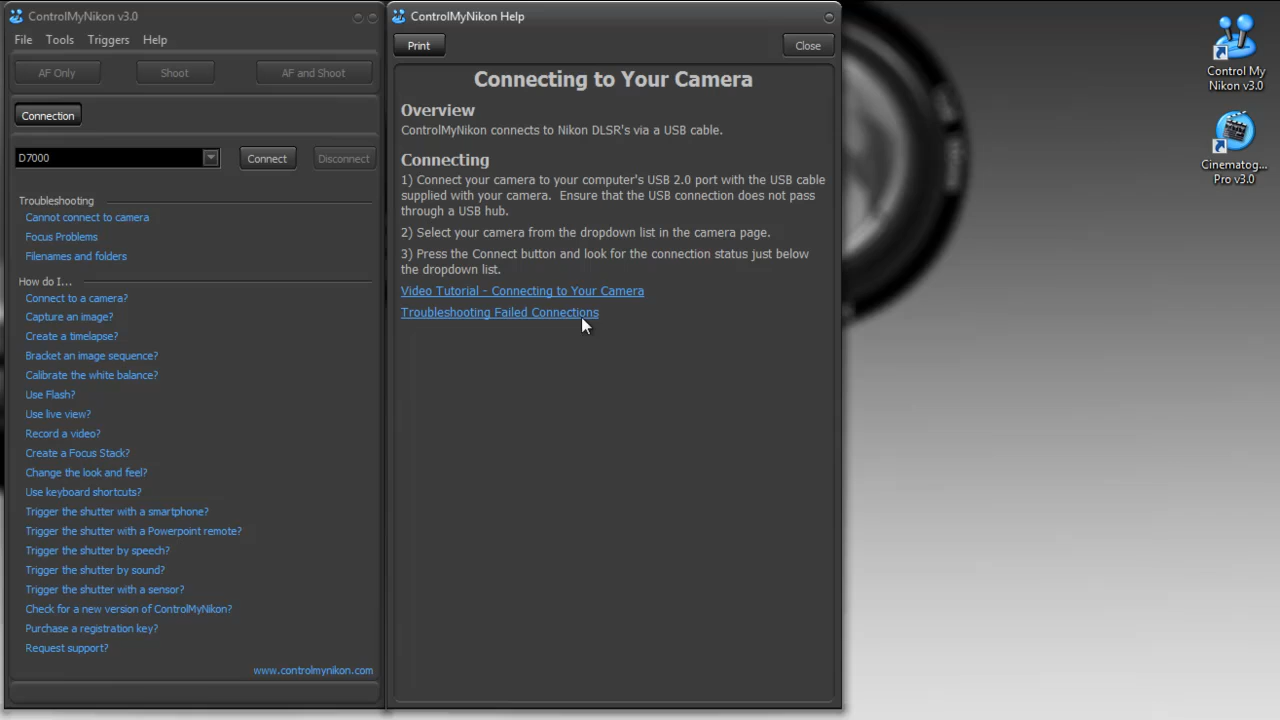 ControlMyNikon v3.0
File Tools Triggers Help
AF Only Shoot AF and Shoot
Connection
D7000 Connect Disconnect
Troubleshooting
Cannot connect to camera
Focus Problems
Filenames and folders
How do I...
Connect to a camera?
Capture an image?
Create a timelapse?
Bracket an image sequence?
Calibrate the white balance?
Use Flash?
Use live view?
Record a video?
Create a Focus Stack?
Change the look and feel?
Use keyboard shortcuts?
Trigger the shutter with a smartphone?
Trigger the shutter with a Powerpoint remote?
Trigger the shutter by speech?
Trigger the shutter by sound?
Trigger the shutter with a sensor?
Check for a new version of ControlMyNikon?
Purchase a registration key?
Request support?
www.controlmynikon.com
ControlMyNikon Help
Print Close
Connecting to Your Camera
Overview
ControlMyNikon connects to Nikon DLSR's via a USB cable.
Connecting
1) Connect your camera to your computer's USB 2.0 port with the USB cable
supplied with your camera. Ensure that the USB connection does not pass
through a USB hub.
2) Select your camera from the dropdown list in the camera page.
3) Press the Connect button and look for the connection status just below
the dropdown list.
Video Tutorial - Connecting to Your Camera
Troubleshooting Failed Connections
Control My
Nikon v3.0
Cinematog...
Pro v3.0